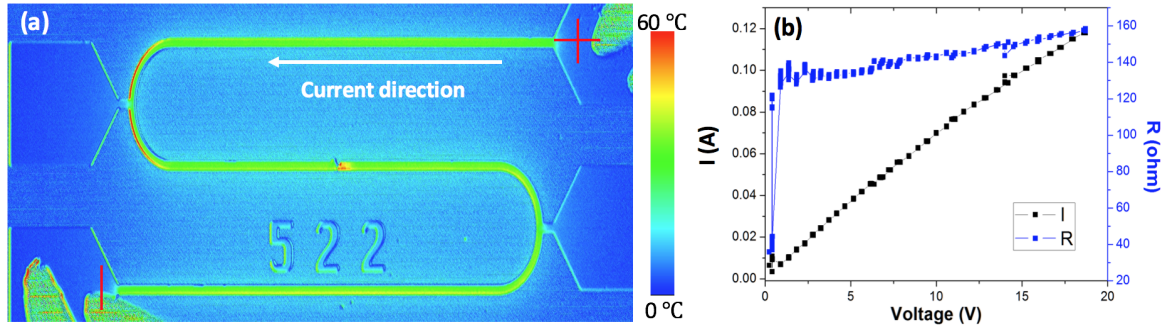 (a)
Current direction
522
60 °C
0 °C
(b)
I (A)
0.12
0.10
0.08
0.06
0.04
0.02
0.00
0
5
10
15
20
Voltage (V)
160
140
120
100
80
60
40
20
R (ohm)
I
R